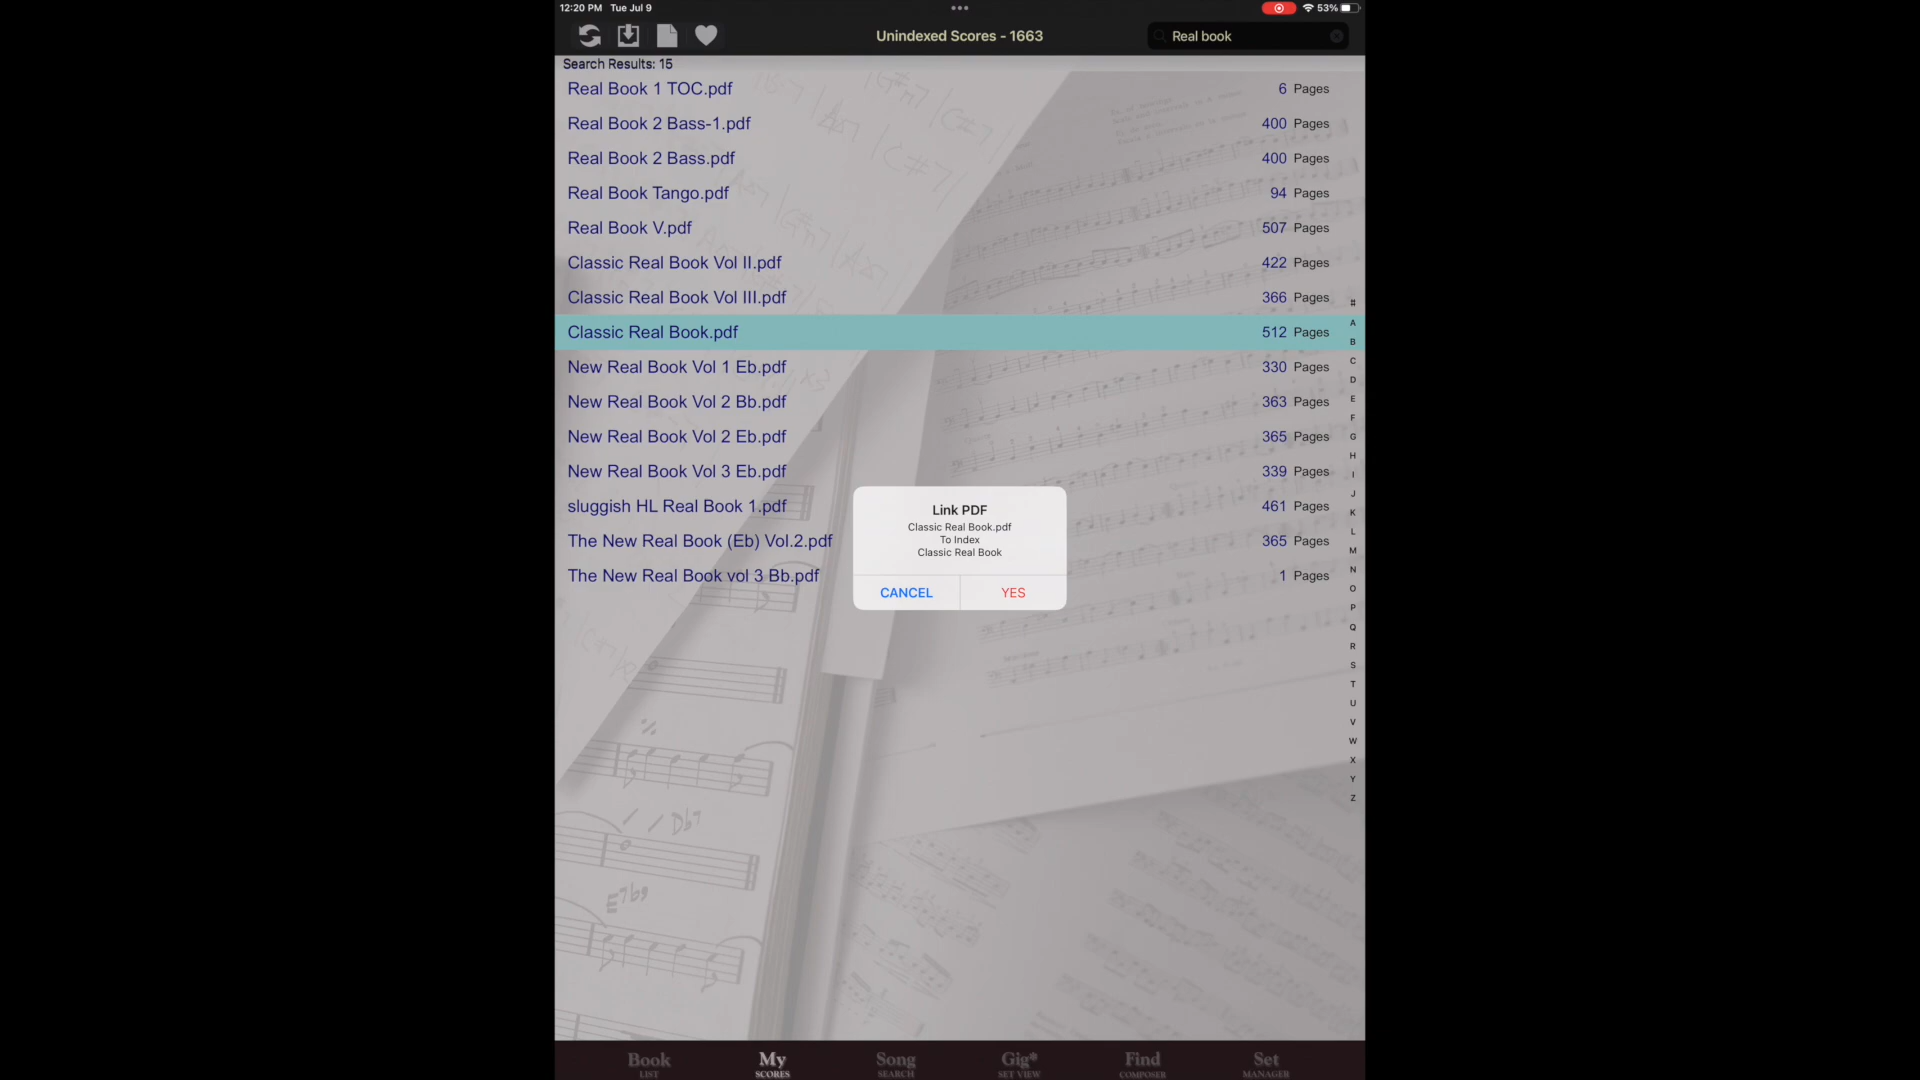 12:20 PM Tue Jul 9
53%
Unindexed Scores - 1663
Real book
Search Results: 15
Real Book 1 TOC.pdf 6 Pages
Real Book 2 Bass-1.pdf 400 Pages
Real Book 2 Bass.pdf 400 Pages
Real Book Tango.pdf 94 Pages
Real Book V.pdf 507 Pages
Classic Real Book Vol II.pdf 422 Pages
Classic Real Book Vol III.pdf 366 Pages
Classic Real Book.pdf 512 Pages
New Real Book Vol 1 Eb.pdf 330 Pages
New Real Book Vol 2 Bb.pdf 363 Pages
New Real Book Vol 2 Eb.pdf 365 Pages
New Real Book Vol 3 Eb.pdf 339 Pages
sluggish HL Real Book 1.pdf 461 Pages
The New Real Book (Eb) Vol.2.pdf 365 Pages
The New Real Book vol 3 Bb.pdf 1 Pages
Link PDF
Classic Real Book.pdf
To Index
Classic Real Book
CANCEL YES
#
A
B
C
D
E
F
G
H
I
J
K
L
M
N
O
P
Q
R
S
T
U
V
W
X
Y
Z
Db7
E7b9
Book
LIST
My
SCORES
Song
SEARCH
Gig*
SET VIEW
Find
COMPOSER
Set
MANAGER